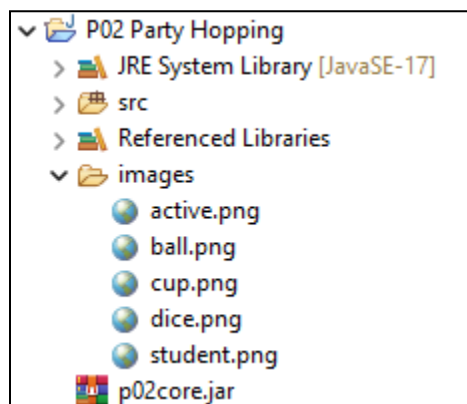 P02 Party Hopping
JRE System Library [JavaSE-17]
src
Referenced Libraries
images
active.png
ball.png
cup.png
dice.png
student.png
p02core.jar